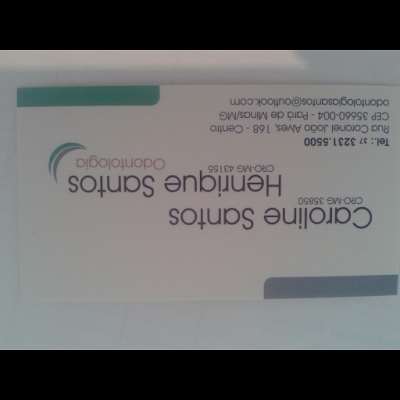 Caroline Santos
CRO-MG 35850
Henrique Santos
CRO-MG 43155
Odontologia
Tel.: 37 3231.5500
Rua Coronel João Alves, 168 - Centro
CEP 35660-004 - Pará de Minas/MG
odontologiasantos@outlook.com